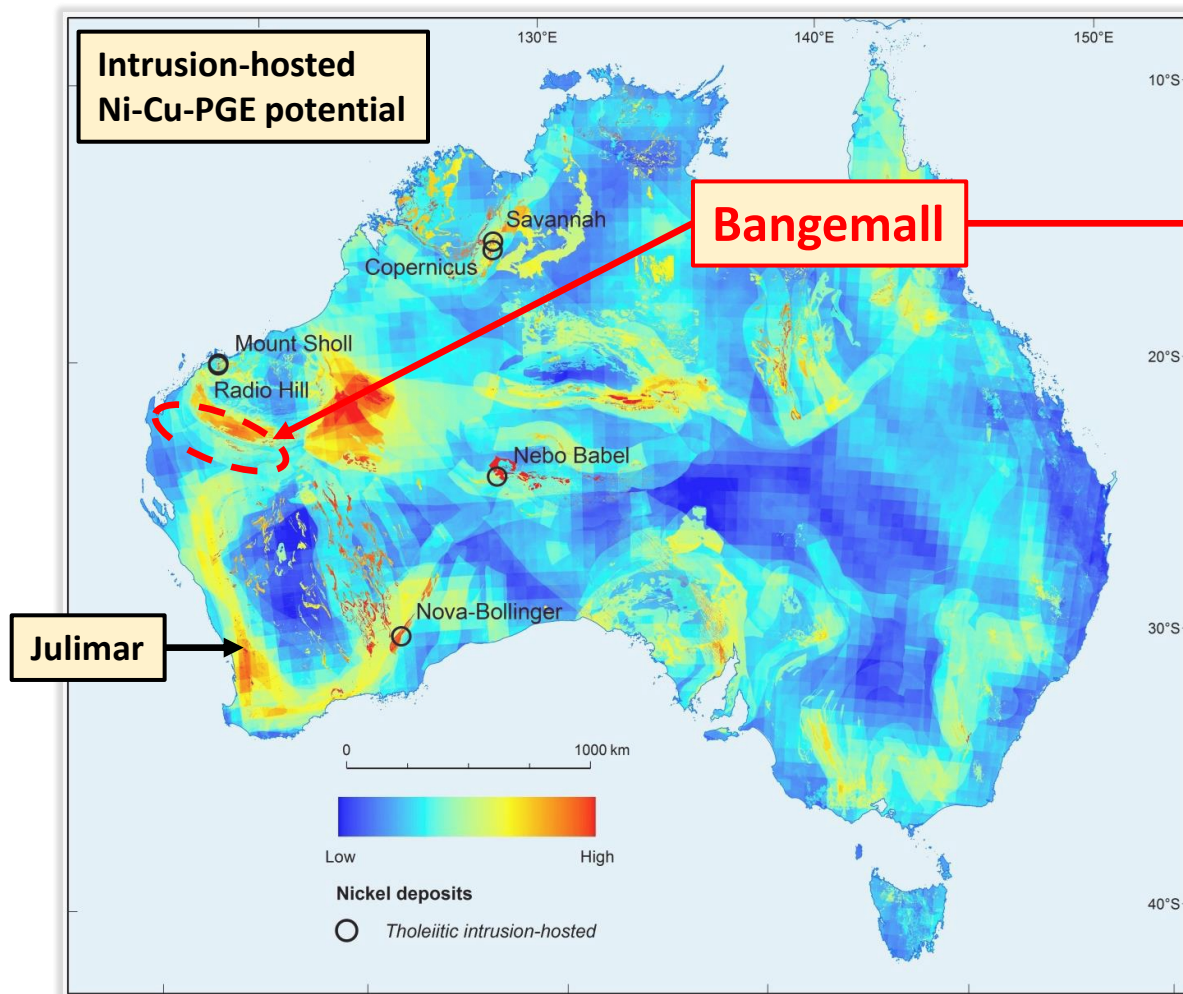 Intrusion-hosted
Ni-Cu-PGE potential
130°E
140°E
150°E
10°S
Bangemall
Savannah
Copernicus
Mount Sholl
20°S
Radio Hill
Nebo Babel
Nova-Bollinger
Julimar
30°S
0
1000 km
Low
High
Nickel deposits
Tholeiitic intrusion-hosted
40°S